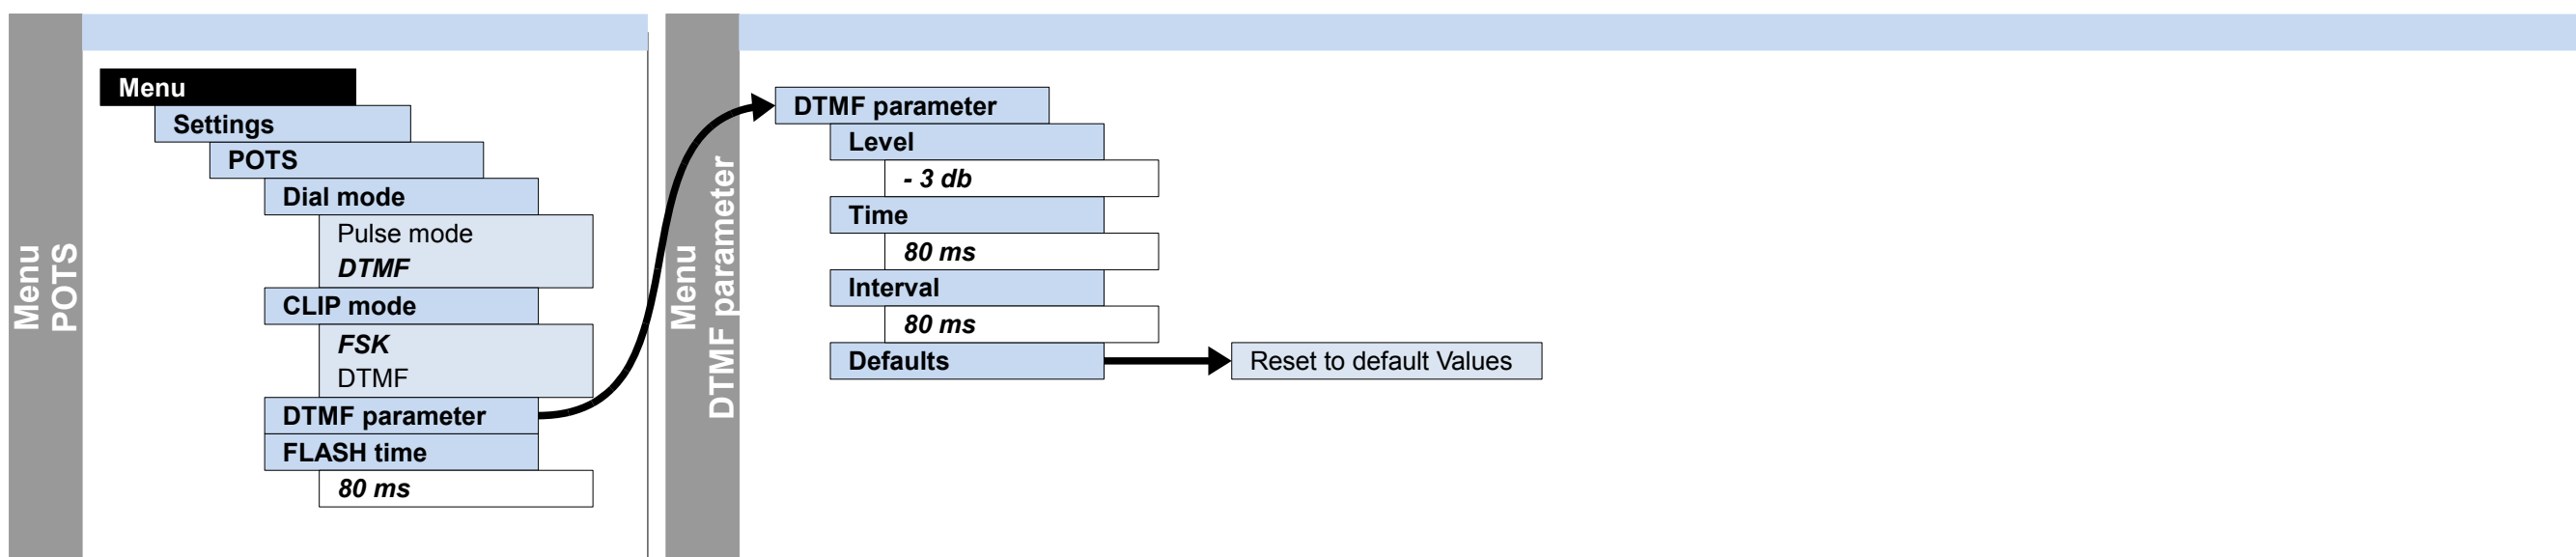 Menu
POTS
Menu
Settings
POTS
Dial mode
Pulse mode
DTMF
CLIP mode
FSK
DTMF
DTMF parameter
FLASH time
80 ms
Menu
DTMF parameter
DTMF parameter
Level
- 3 db
Time
80 ms
Interval
80 ms
Defaults
Reset to default Values